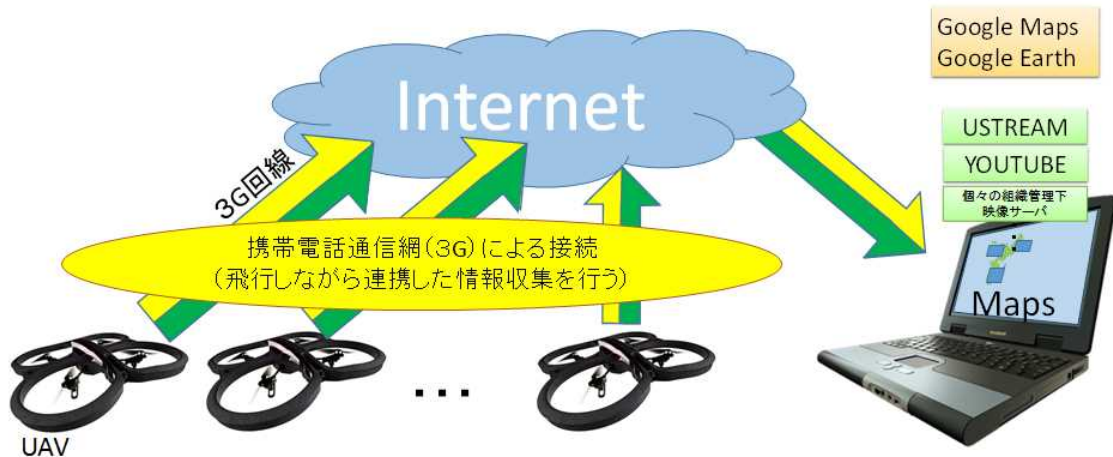 Google Maps
Google Earth
Internet
USTREAM
YOUTUBE
個々の組織管理下
映像サーバ
3G回線
携帯電話通信網(3G)による接続
(飛行しながら連携した情報収集を行う)
Maps
...
UAV